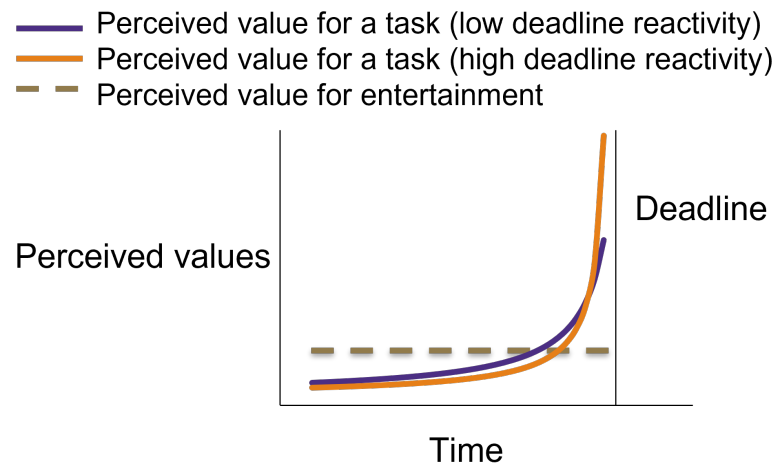 Perceived value for a task (low deadline reactivity)
Perceived value for a task (high deadline reactivity)
Perceived value for entertainment
Deadline
Perceived values
Time